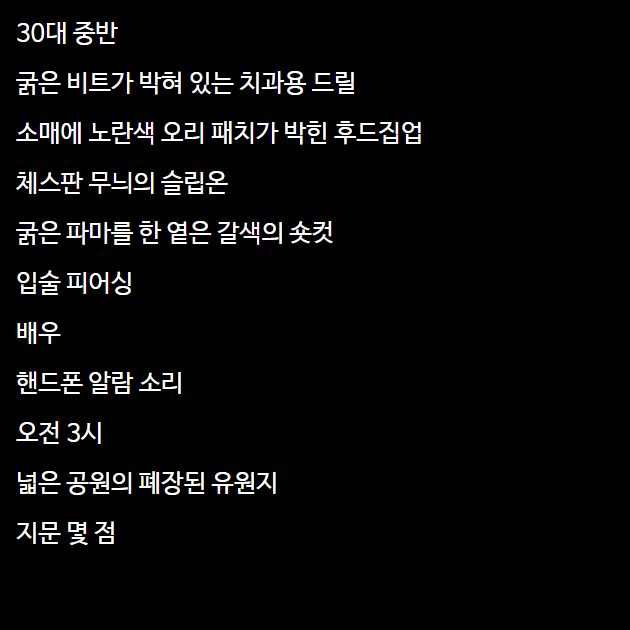 30대 중반
굵은 비트가 박혀 있는 치과용 드릴
소매에 노란색 오리 패치가 박힌 후드집업
체스판 무늬의 슬립온
굵은 파마를 한 옅은 갈색의 숏컷
입술 피어싱
배우
핸드폰 알람 소리
오전 3시
넓은 공원의 폐장된 유원지
지문 몇 점